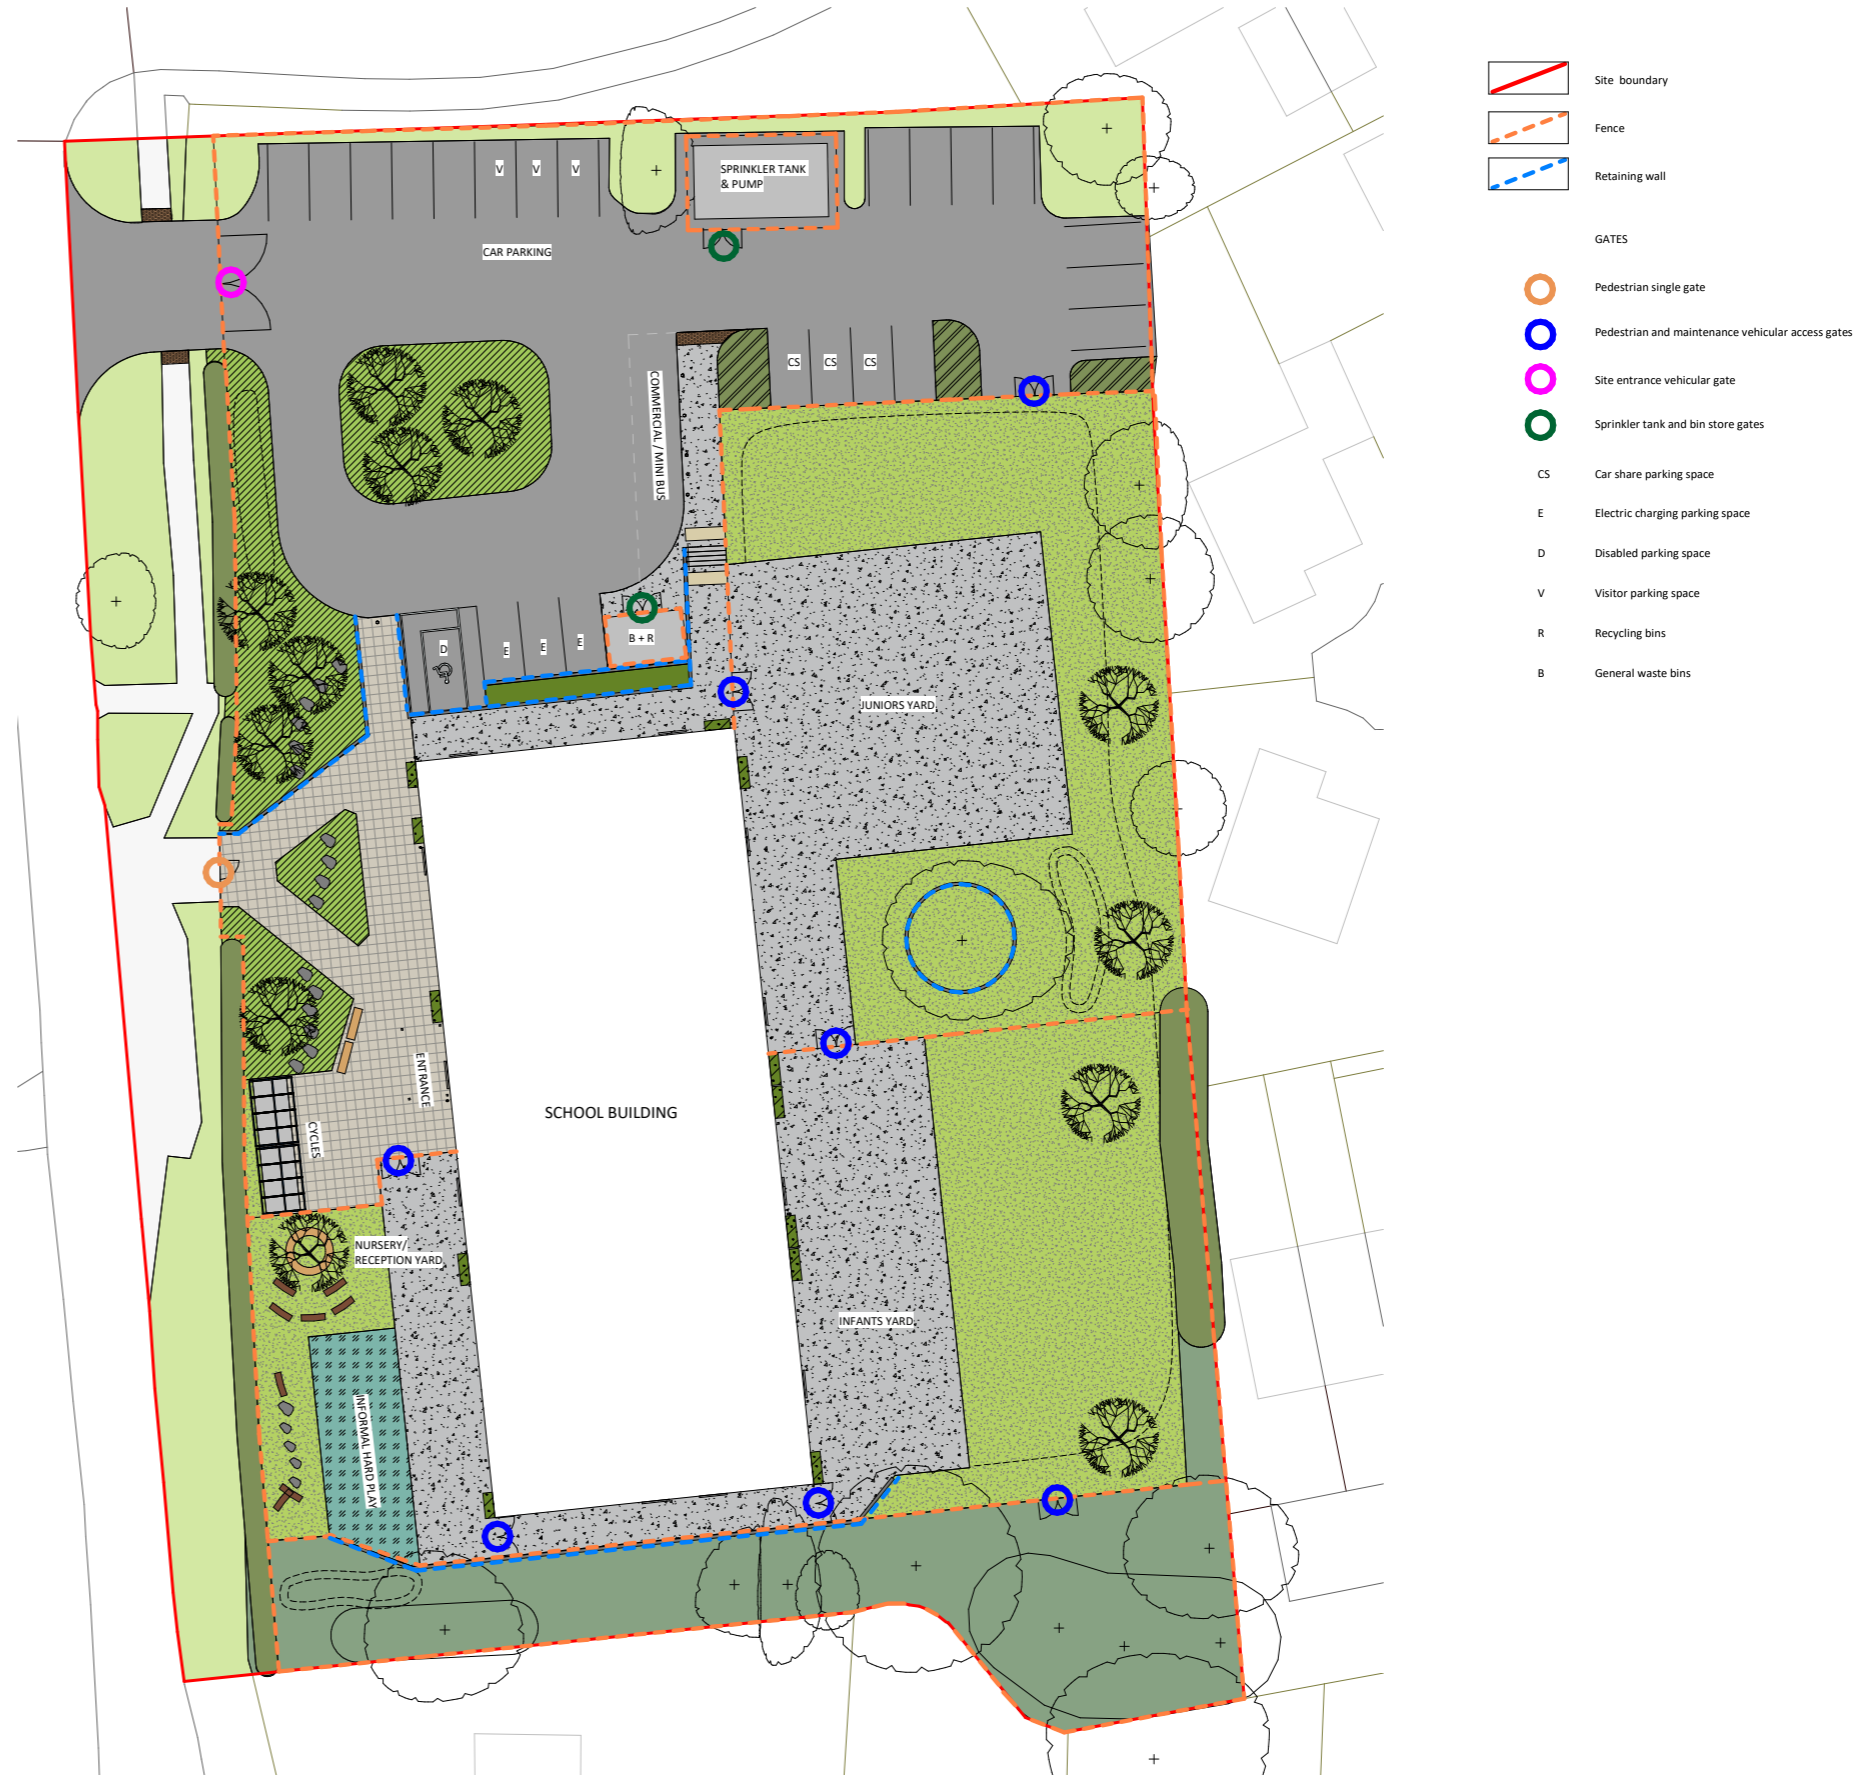 Site boundary
Fence
Retaining wall
GATES
Pedestrian single gate
Pedestrian and maintenance vehicular access gates
Site entrance vehicular gate
Sprinkler tank and bin store gates
CS Car share parking space
E Electric charging parking space
D Disabled parking space
V Visitor parking space
R Recycling bins
B General waste bins
V V V
SPRINKLER TANK
& PUMP
CAR PARKING
CS CS CS
COMMERCIAL / MINI BUS
D E E E
B + R
JUNIORS YARD
ENTRANCE
SCHOOL BUILDING
CYCLES
NURSERY/
RECEPTION YARD
INFANTS YARD
INFORMAL HARD PLAY